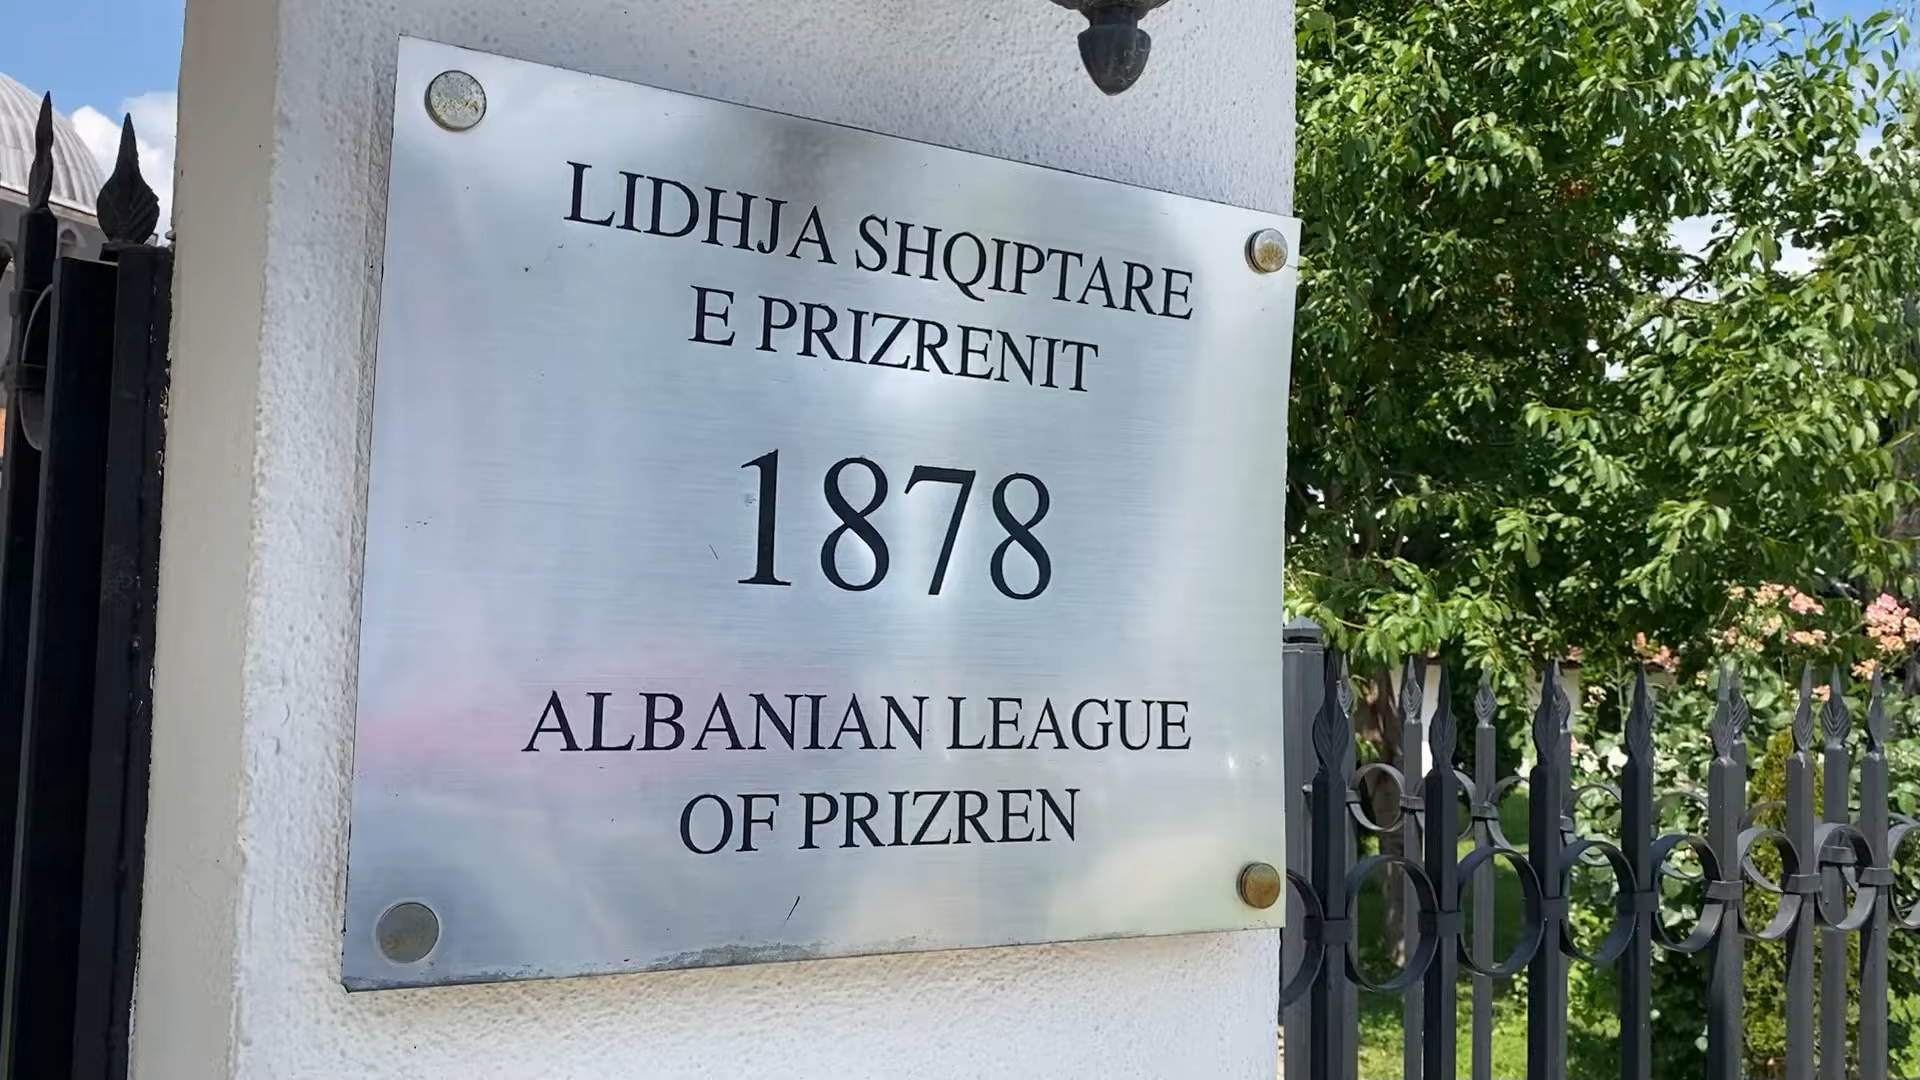 LIDHJA SHQIPTARE
E PRIZRENIT
1878
ALBANIAN LEAGUE
OF PRIZREN